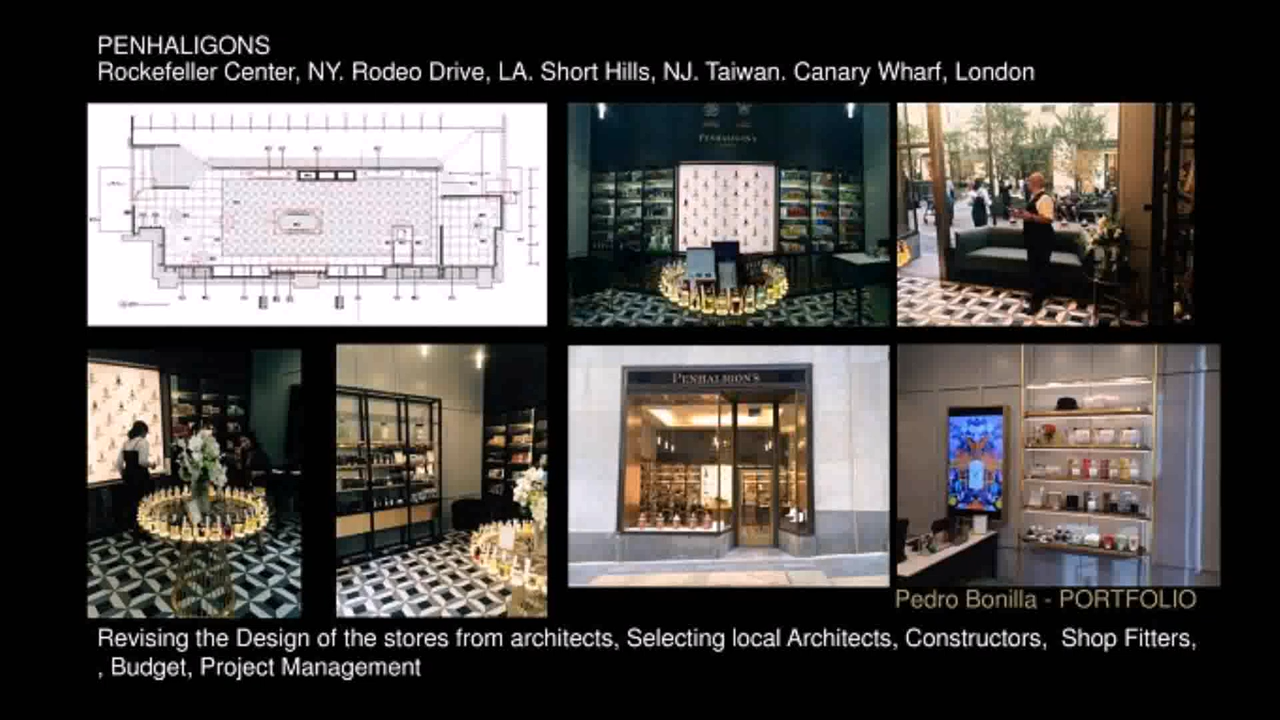 PENHALIGONS
Rockefeller Center, NY. Rodeo Drive, LA. Short Hills, NJ. Taiwan. Canary Wharf, London
PENHALIGON'S
PENHALIGON'S
Pedro Bonilla - PORTFOLIO
Revising the Design of the stores from architects, Selecting local Architects, Constructors,  Shop Fitters,
, Budget, Project Management